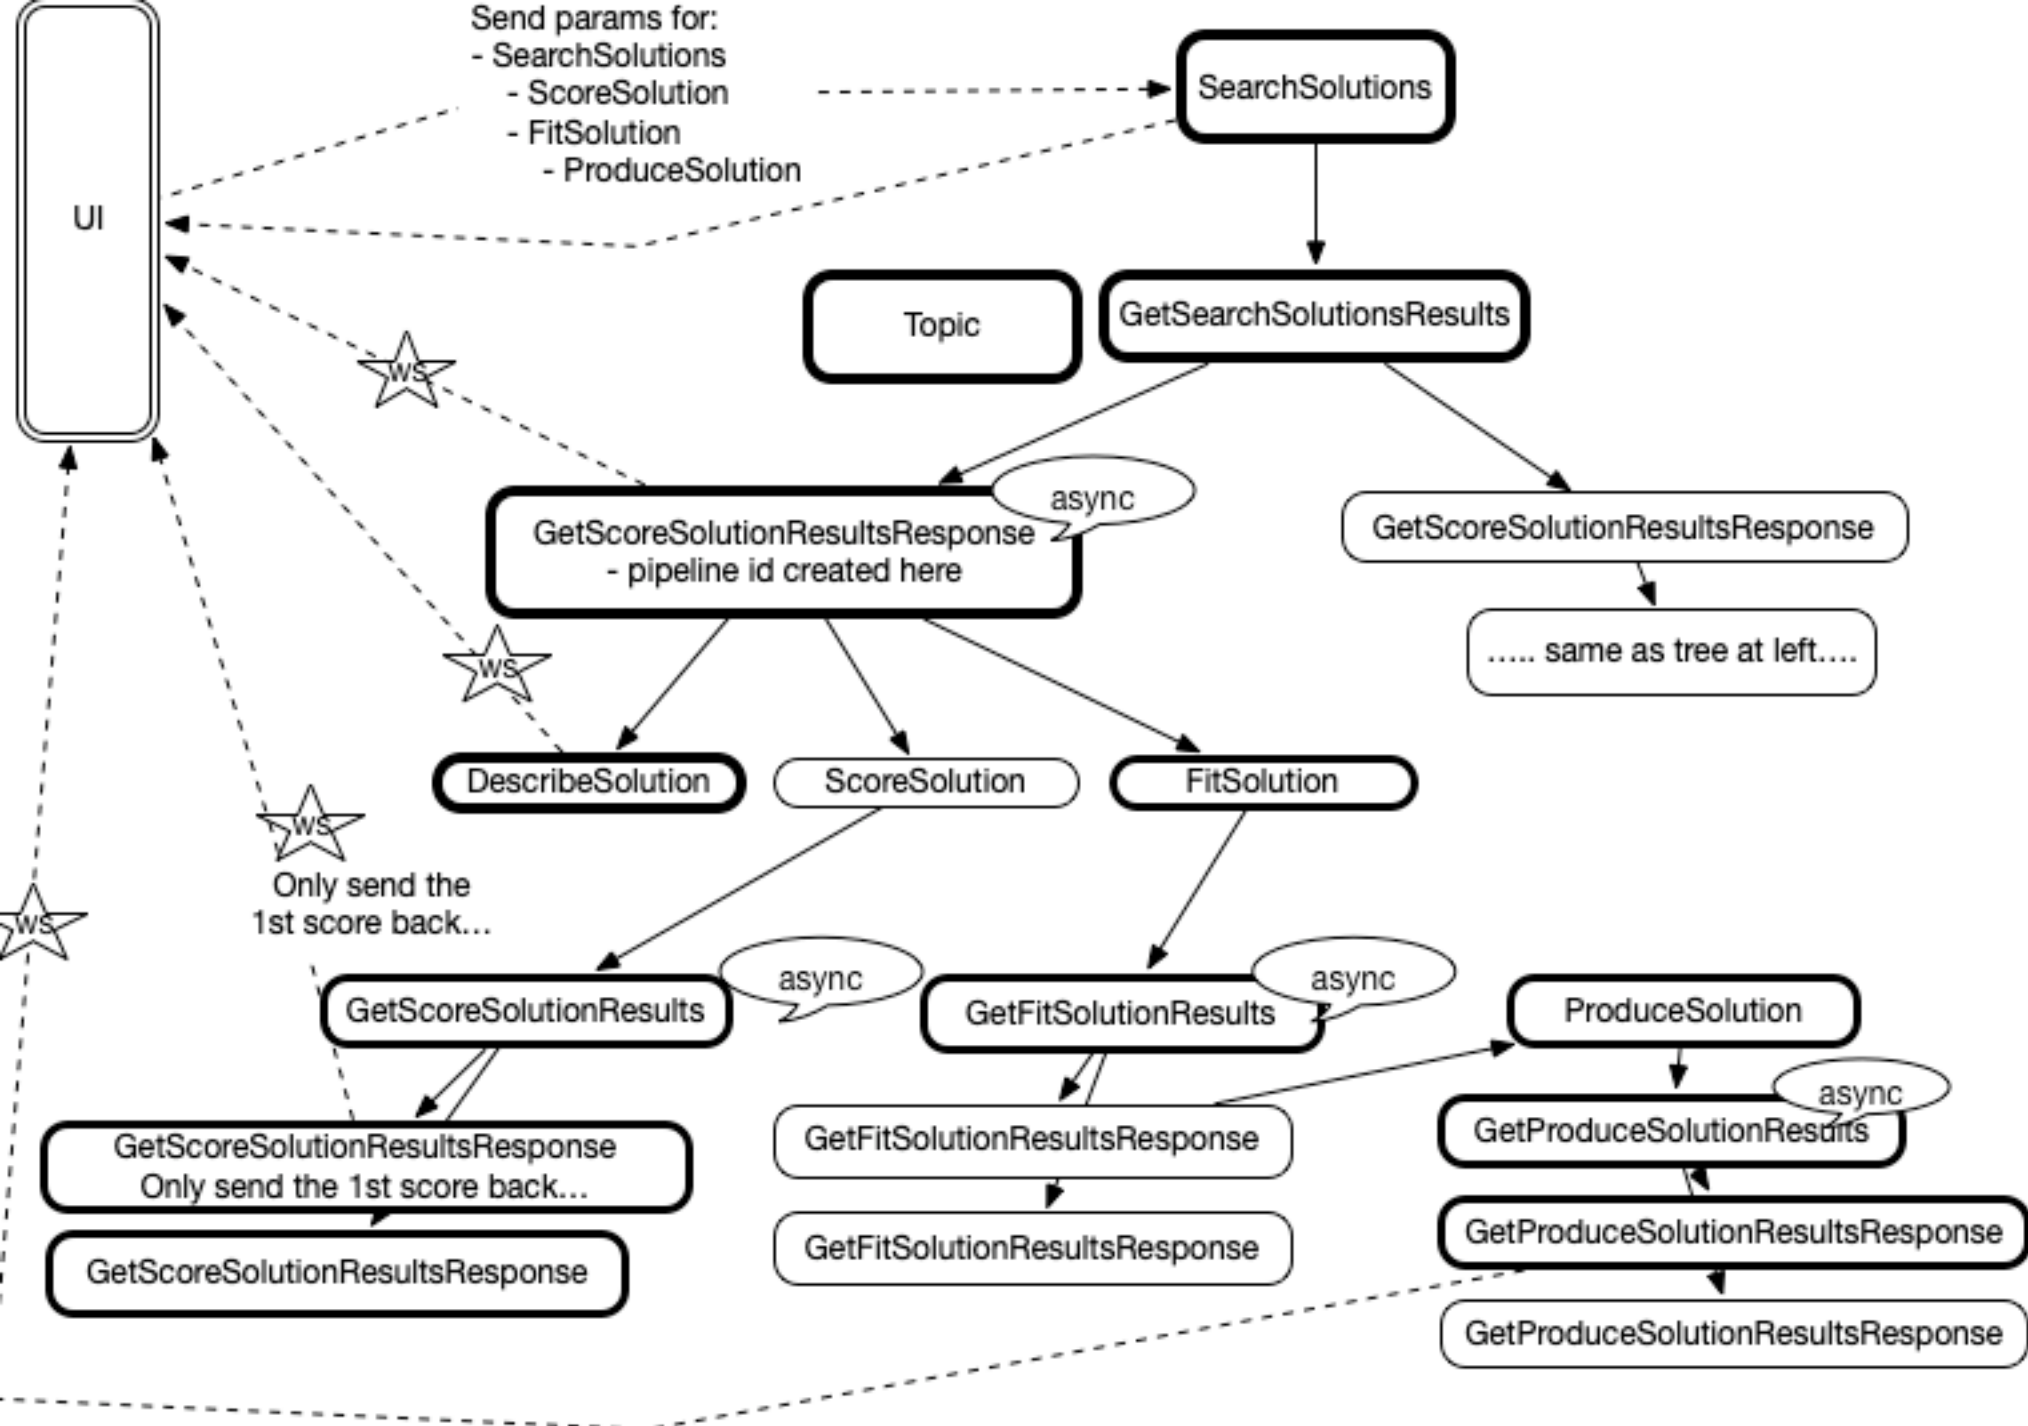 Send params for:
- SearchSolutions
- ScoreSolution
- FitSolution
- ProduceSolution
SearchSolutions
UI
Topic
GetSearchSolutionsResults
ws
async
GetScoreSolutionResultsResponse
- pipeline id created here
GetScoreSolutionResultsResponse
..... same as tree at left....
ws
DescribeSolution
ScoreSolution
FitSolution
ws
Only send the
1st score back...
ws
async
async
GetScoreSolutionResults
GetFitSolutionResults
ProduceSolution
async
GetScoreSolutionResultsResponse
Only send the 1st score back...
GetFitSolutionResultsResponse
GetProduceSolutionResults
GetScoreSolutionResultsResponse
GetFitSolutionResultsResponse
GetProduceSolutionResultsResponse
GetProduceSolutionResultsResponse